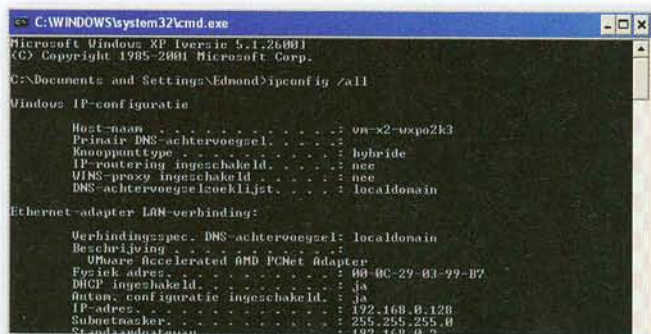 C:\WINDOWS\system32\cmd.exe
Microsoft Windows XP [versie 5.1.2600]
(C) Copyright 1985-2001 Microsoft Corp.
C:\Documents and Settings\Edmond>ipconfig /all
Windows IP-configuratie
Host-naam . . . . . . . . . . . .: vm-x2-wxpo2k3
Primair DNS-achtervoegsel. . . . .:
Knooppunttype . . . . . . . . . .: hybride
IP-routering ingeschakeld. . . . .: nee
WINS-proxy ingeschakeld . . . . .: nee
DNS-achtervoegselzoeklijst. . . . : localdomain
Ethernet-adapter LAN-verbinding:
Verbindingsspec. DNS-achtervoegsel: localdomain
Beschrijving . . . . . . . . . . .:
VMware Accelerated AMD PCNet Adapter
Fysiek adres. . . . . . . . . . . : 00-0C-29-03-99-B7
DHCP ingeshakeld. . . . . . . . . : ja
Autom. configuratie ingeschakeld. : ja
IP-adres. . . . . . . . . . . . . : 192.168.0.128
Subnetmasker. . . . . . . . . . . : 255.255.255.0
Standaardgateway